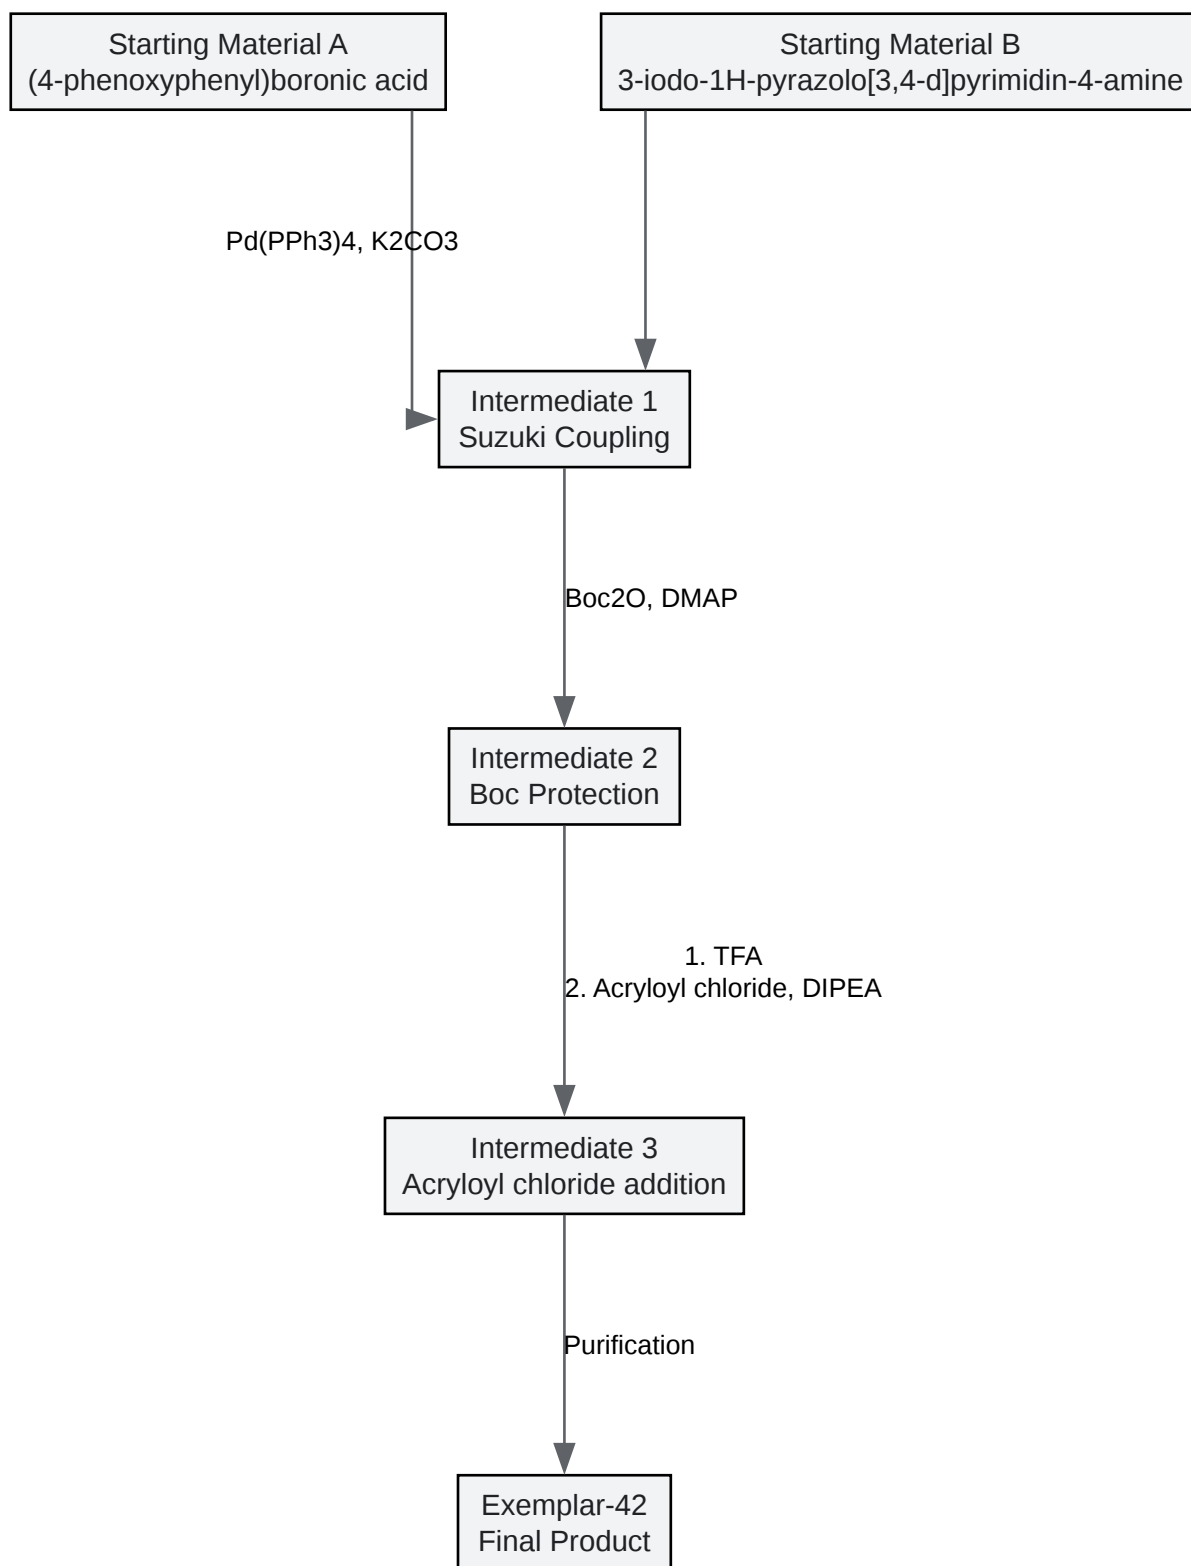 Starting Material A
(4-phenoxyphenyl)boronic acid
Starting Material B
3-iodo-1H-pyrazolo[3,4-d]pyrimidin-4-amine
Pd(PPh3)4, K2CO3
Intermediate 1
Suzuki Coupling
Boc2O, DMAP
Intermediate 2
Boc Protection
1. TFA
2. Acryloyl chloride, DIPEA
Intermediate 3
Acryloyl chloride addition
Purification
Exemplar-42
Final Product